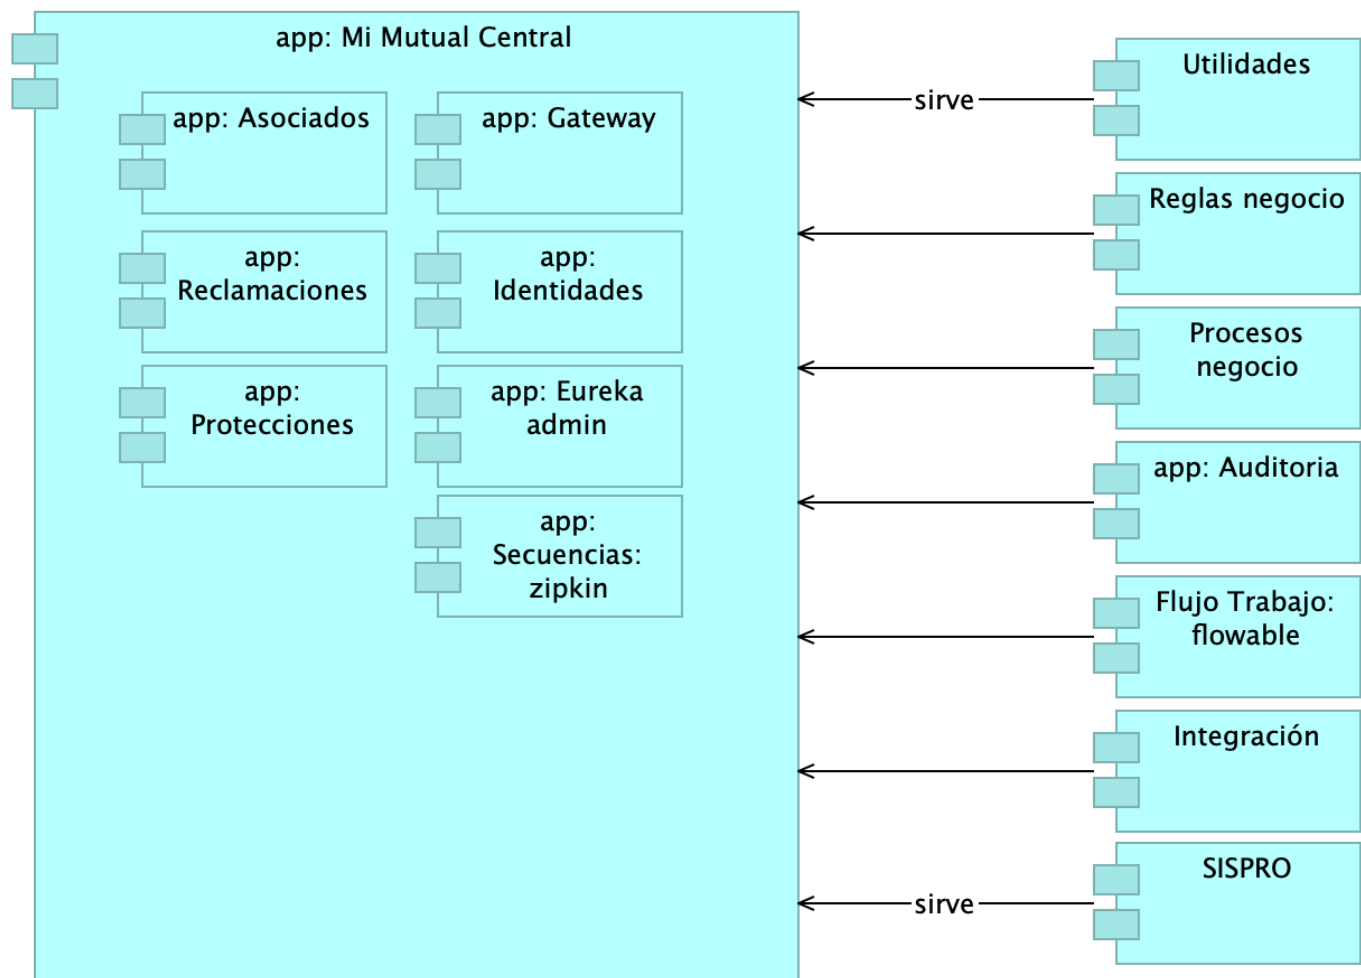 app: Mi Mutual Central
app: Asociados
app: Gateway
app:
Reclamaciones
app:
Identidades
app:
Protecciones
app: Eureka
admin
app:
Secuencias:
zipkin
sirve
Utilidades
Reglas negocio
Procesos
negocio
app: Auditoria
Flujo Trabajo:
flowable
Integración
sirve
SISPRO